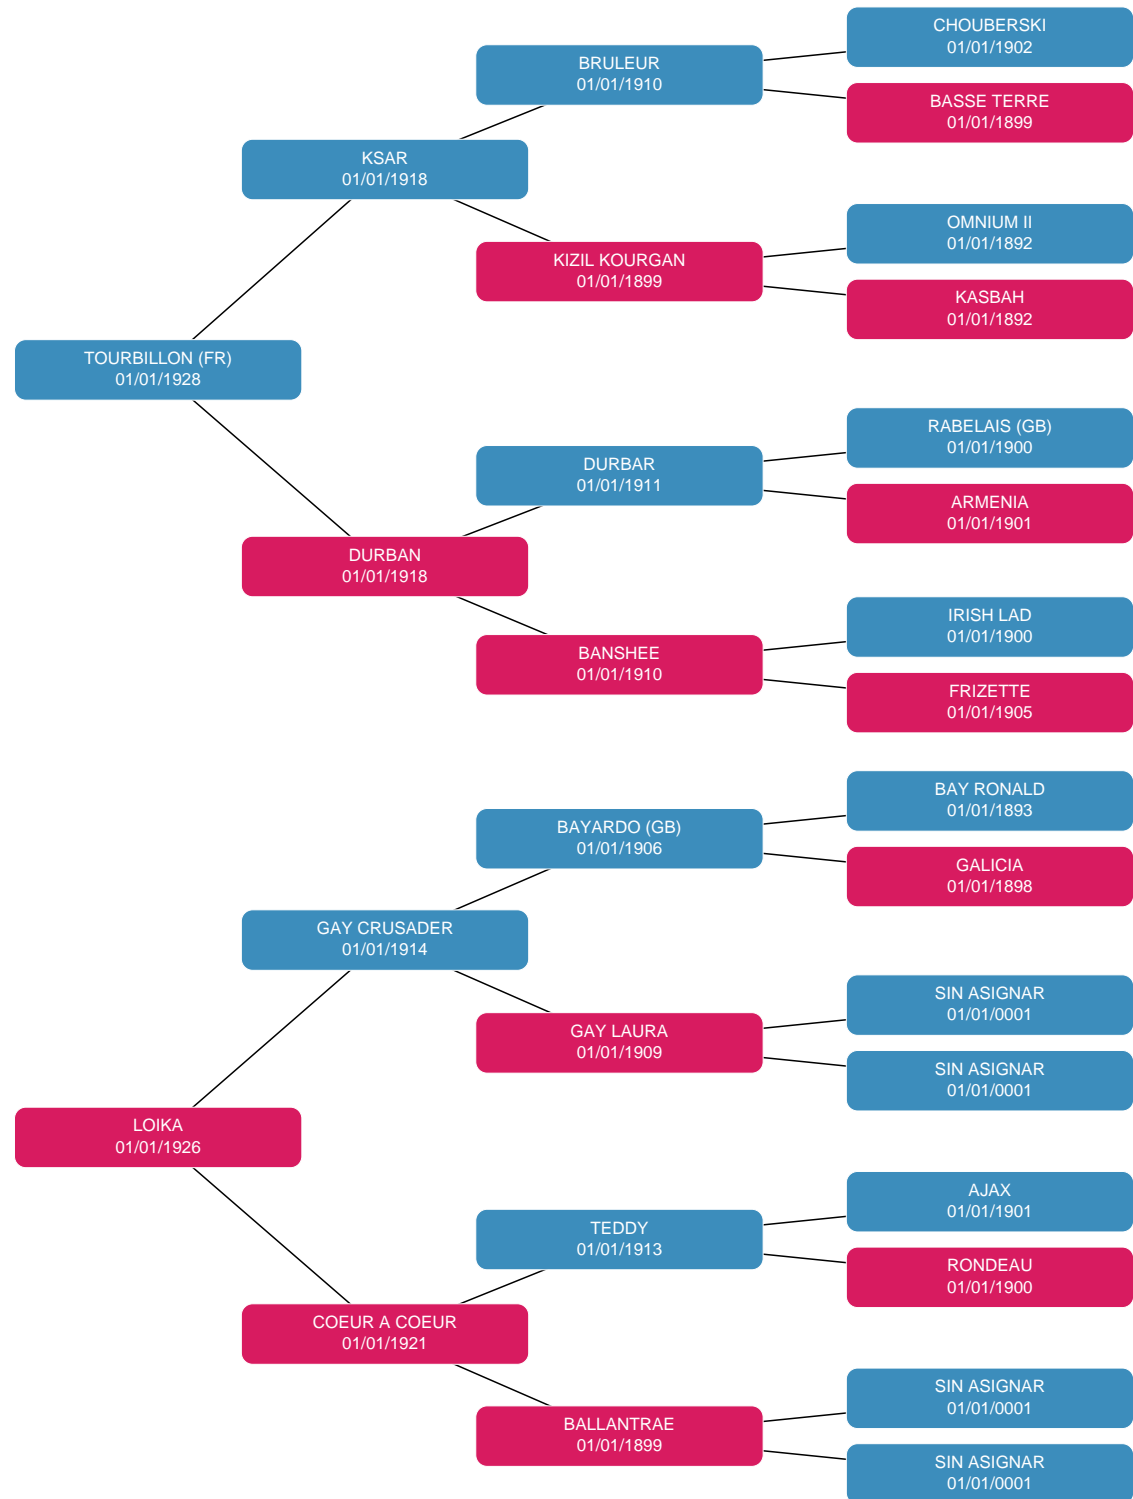 CHOUBERSKI
01/01/1902
BRULEUR
01/01/1910
BASSE TERRE
01/01/1899
KSAR
01/01/1918
OMNIUM II
01/01/1892
KIZIL KOURGAN
01/01/1899
KASBAH
01/01/1892
TOURBILLON (FR)
01/01/1928
RABELAIS (GB)
01/01/1900
DURBAR
01/01/1911
ARMENIA
01/01/1901
DURBAN
01/01/1918
IRISH LAD
01/01/1900
BANSHEE
01/01/1910
FRIZETTE
01/01/1905
BAY RONALD
01/01/1893
BAYARDO (GB)
01/01/1906
GALICIA
01/01/1898
GAY CRUSADER
01/01/1914
SIN ASIGNAR
01/01/0001
GAY LAURA
01/01/1909
SIN ASIGNAR
01/01/0001
LOIKA
01/01/1926
AJAX
01/01/1901
TEDDY
01/01/1913
RONDEAU
01/01/1900
COEUR A COEUR
01/01/1921
SIN ASIGNAR
01/01/0001
BALLANTRAE
01/01/1899
SIN ASIGNAR
01/01/0001